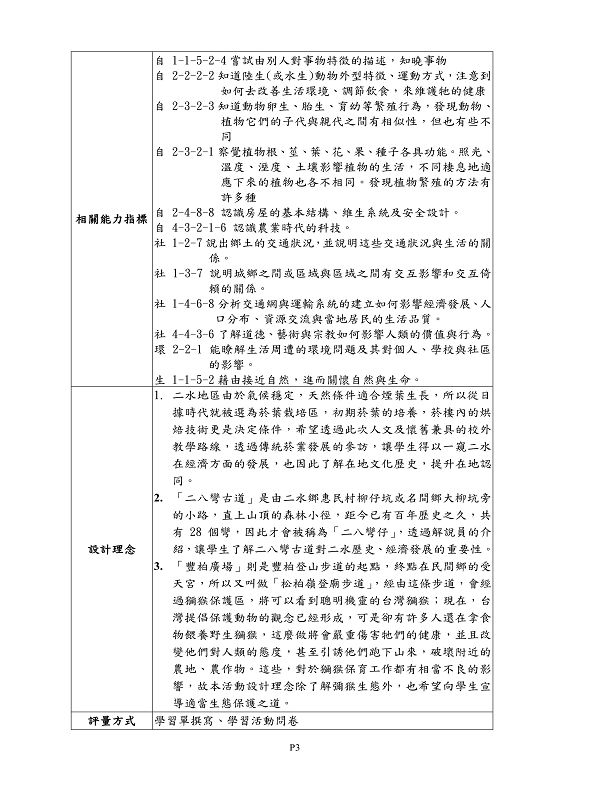 相關能力指標
自 1-1-5-2-4 嘗試由別人對事物特徵的描述，知曉事物
自 2-2-2-2 知道陸生(或水生)動物外型特徵、運動方式，注意到
如何去改善生活環境、調節飲食，來維護牠的健康
自 2-3-2-3 知道動物卵生、胎生、育幼等繁殖行為，發現動物、
植物它們的子代與親代之間有相似性，但也有些不
同
自 2-3-2-1 察覺植物根、莖、葉、花、果、種子各具功能。照光、
溫度、溼度、土壤影響植物的生活，不同棲息地適
應下來的植物也各不相同。發現植物繁殖的方法有
許多種
自 2-4-8-8 認識房屋的基本結構、維生系統及安全設計。
自 4-3-2-1-6 認識農業時代的科技。
社 1-2-7 說出鄉土的交通狀況，並說明這些交通狀況與生活的關
係。
社 1-3-7 說明城鄉之間或區域與區域之間有交互影響和交互倚
賴的關係。
社 1-4-6-8 分析交通網與運輸系統的建立如何影響經濟發展、人
口分布、資源交流與當地居民的生活品質。
社 4-4-3-6 了解道德、藝術與宗教如何影響人類的價值與行為。
環 2-2-1 能瞭解生活周遭的環境問題及其對個人、學校與社區
的影響。
生 1-1-5-2 藉由接近自然，進而關懷自然與生命。
設計理念
1. 二水地區由於氣候穩定，天然條件適合煙葉生長，所以從日
據時代就被選為菸葉栽培區，初期菸葉的培養，菸樓內的烘
焙技術更是決定條件，希望透過此次人文及懷舊兼具的校外
教學路線，透過傳統菸業發展的參訪，讓學生得以一窺二水
在經濟方面的發展，也因此了解在地文化歷史，提升在地認
同。
2. 「二八彎古道」是由二水鄉惠民村柳仔坑或名間鄉大柳坑旁
的小路，直上山頂的森林小徑，距今已有百年歷史之久，共
有 28 個彎，因此才會被稱為「二八彎仔」，透過解說員的介
紹，讓學生了解二八彎古道對二水歷史、經濟發展的重要性。
3. 「豐柏廣場」則是豐柏登山步道的起點，終點在民間鄉的受
天宮，所以又叫做「松柏嶺登廟步道」，經由這條步道，會經
過獼猴保護區，將可以看到聰明機靈的台灣獼猴；現在，台
灣提倡保護動物的觀念已經形成，可是卻有許多人還在拿食
物餵養野生獼猴，這麼做將會嚴重傷害牠們的健康，並且改
變他們對人類的態度，甚至引誘他們跑下山來，破壞附近的
農地、農作物。這些，對於獼猴保育工作都有相當不良的影
響，故本活動設計理念除了解彌猴生態外，也希望向學生宣
導適當生態保護之道。
評量方式
學習單撰寫、學習活動問卷
P3